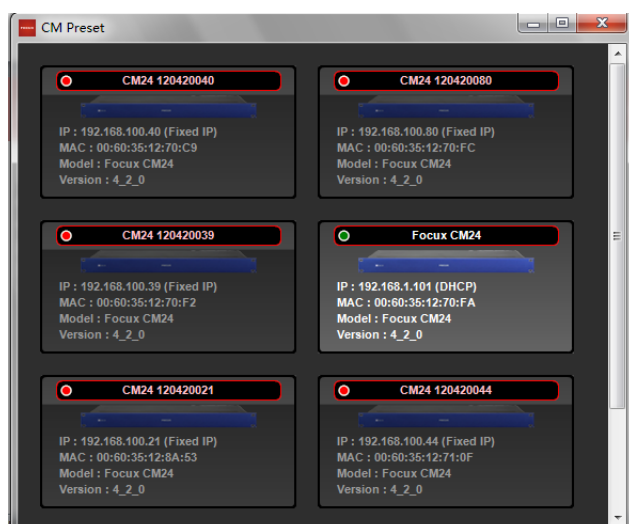 CM Preset
CM24 120420040
IP : 192.168.100.40 (Fixed IP)
MAC : 00:60:35:12:70:C9
Model : Focux CM24
Version : 4_2_0
CM24 120420080
IP : 192.168.100.80 (Fixed IP)
MAC : 00:60:35:12:70:FC
Model : Focux CM24
Version : 4_2_0
CM24 120420039
IP : 192.168.100.39 (Fixed IP)
MAC : 00:60:35:12:70:F2
Model : Focux CM24
Version : 4_2_0
Focux CM24
IP : 192.168.1.101 (DHCP)
MAC : 00:60:35:12:70:FA
Model : Focux CM24
Version : 4_2_0
CM24 120420021
IP : 192.168.100.21 (Fixed IP)
MAC : 00:60:35:12:8A:53
Model : Focux CM24
Version : 4_2_0
CM24 120420044
IP : 192.168.100.44 (Fixed IP)
MAC : 00:60:35:12:71:0F
Model : Focux CM24
Version : 4_2_0